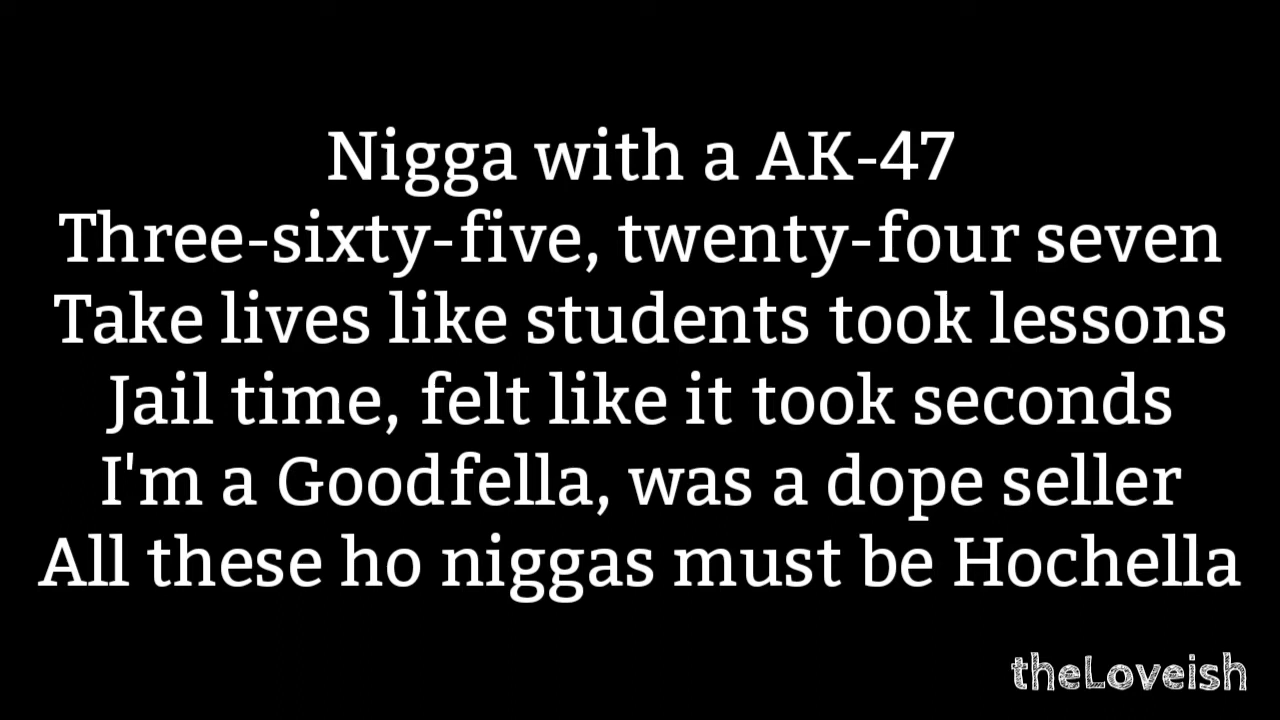 Nigga with a AK-47
Three-sixty-five, twenty-four seven
Take lives like students took lessons
Jail time, felt like it took seconds
I'm a Goodfella, was a dope seller
All these ho niggas must be Hochella
theLoveish